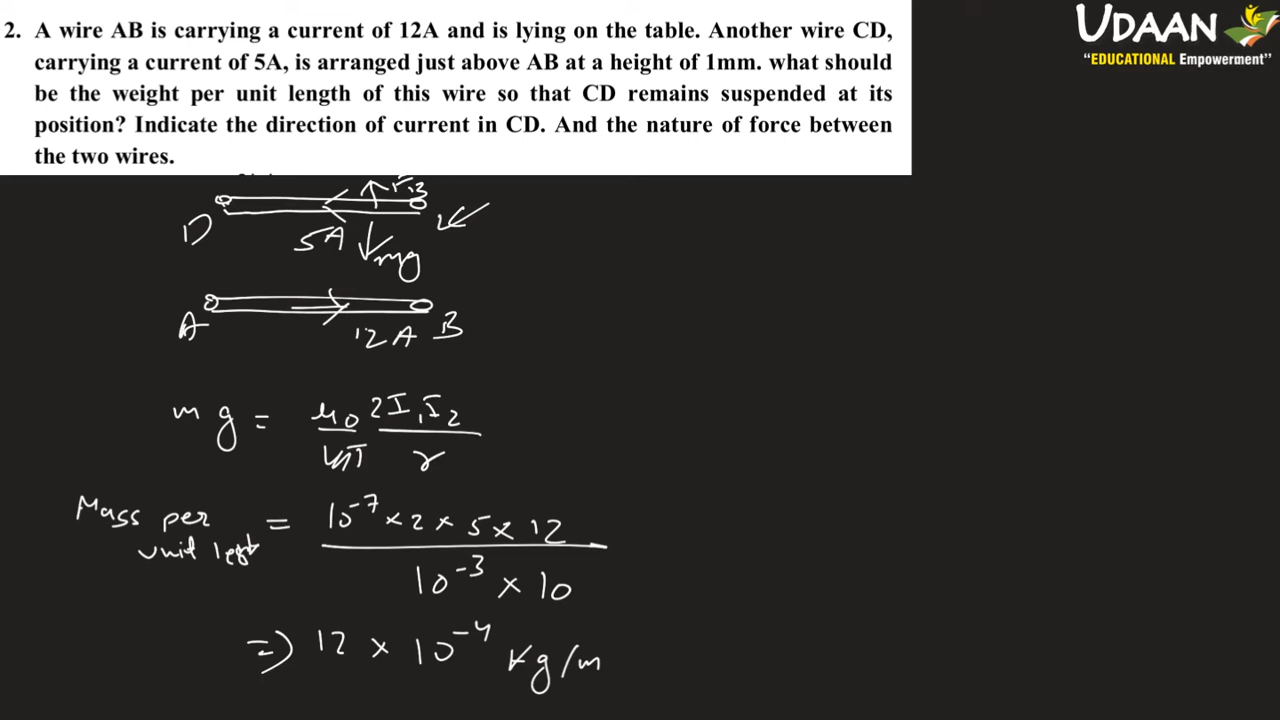 2. A wire AB is carrying a current of 12A and is lying on the table. Another wire CD,
carrying a current of 5A, is arranged just above AB at a height of 1mm. what should
be the weight per unit length of this wire so that CD remains suspended at its
position? Indicate the direction of current in CD. And the nature of force between
the two wires.
UDAAN
“EDUCATIONAL Empowerment”
D 5A mg
A 12A B
mg = μ0/4π 2I1I2/r
Mass per unit = 10^-7 × 2 × 5 × 12
10^-3 × 10
=> 12 × 10^-4 kg/m